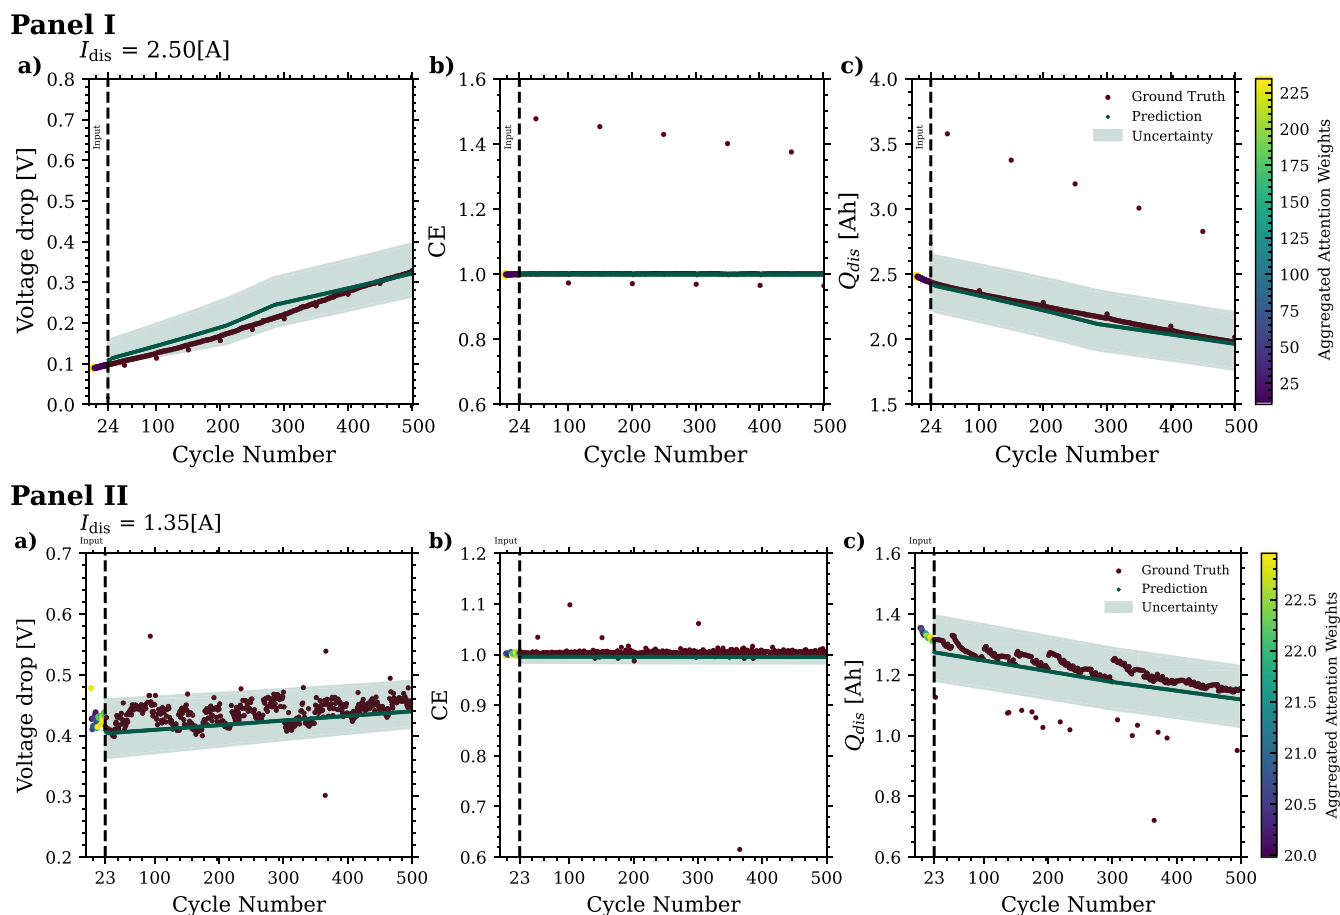 Panel I
I_dis = 2.50[A]
a)
b)
c)
0.8
0.7
0.6
0.5
0.4
0.3
0.2
0.1
0.0
Voltage drop [V]
Input
24 100 200 300 400 500
Cycle Number
1.6
1.4
1.2
1.0
0.8
0.6
CE
Input
24 100 200 300 400 500
Cycle Number
4.0
3.5
3.0
2.5
2.0
1.5
Q_dis [Ah]
Input
Ground Truth
Prediction
Uncertainty
24 100 200 300 400 500
Cycle Number
225
200
175
150
125
100
75
50
25
Aggregated Attention Weights
Panel II
I_dis = 1.35[A]
a)
b)
c)
Input
0.7
0.6
0.5
0.4
0.3
0.2
Voltage drop [V]
23 100 200 300 400 500
Cycle Number
Input
1.2
1.1
1.0
0.9
0.8
0.7
0.6
CE
23 100 200 300 400 500
Cycle Number
Input
1.6
1.4
1.2
1.0
0.8
0.6
Q_dis [Ah]
Ground Truth
Prediction
Uncertainty
23 100 200 300 400 500
Cycle Number
22.5
22.0
21.5
21.0
20.5
20.0
Aggregated Attention Weights